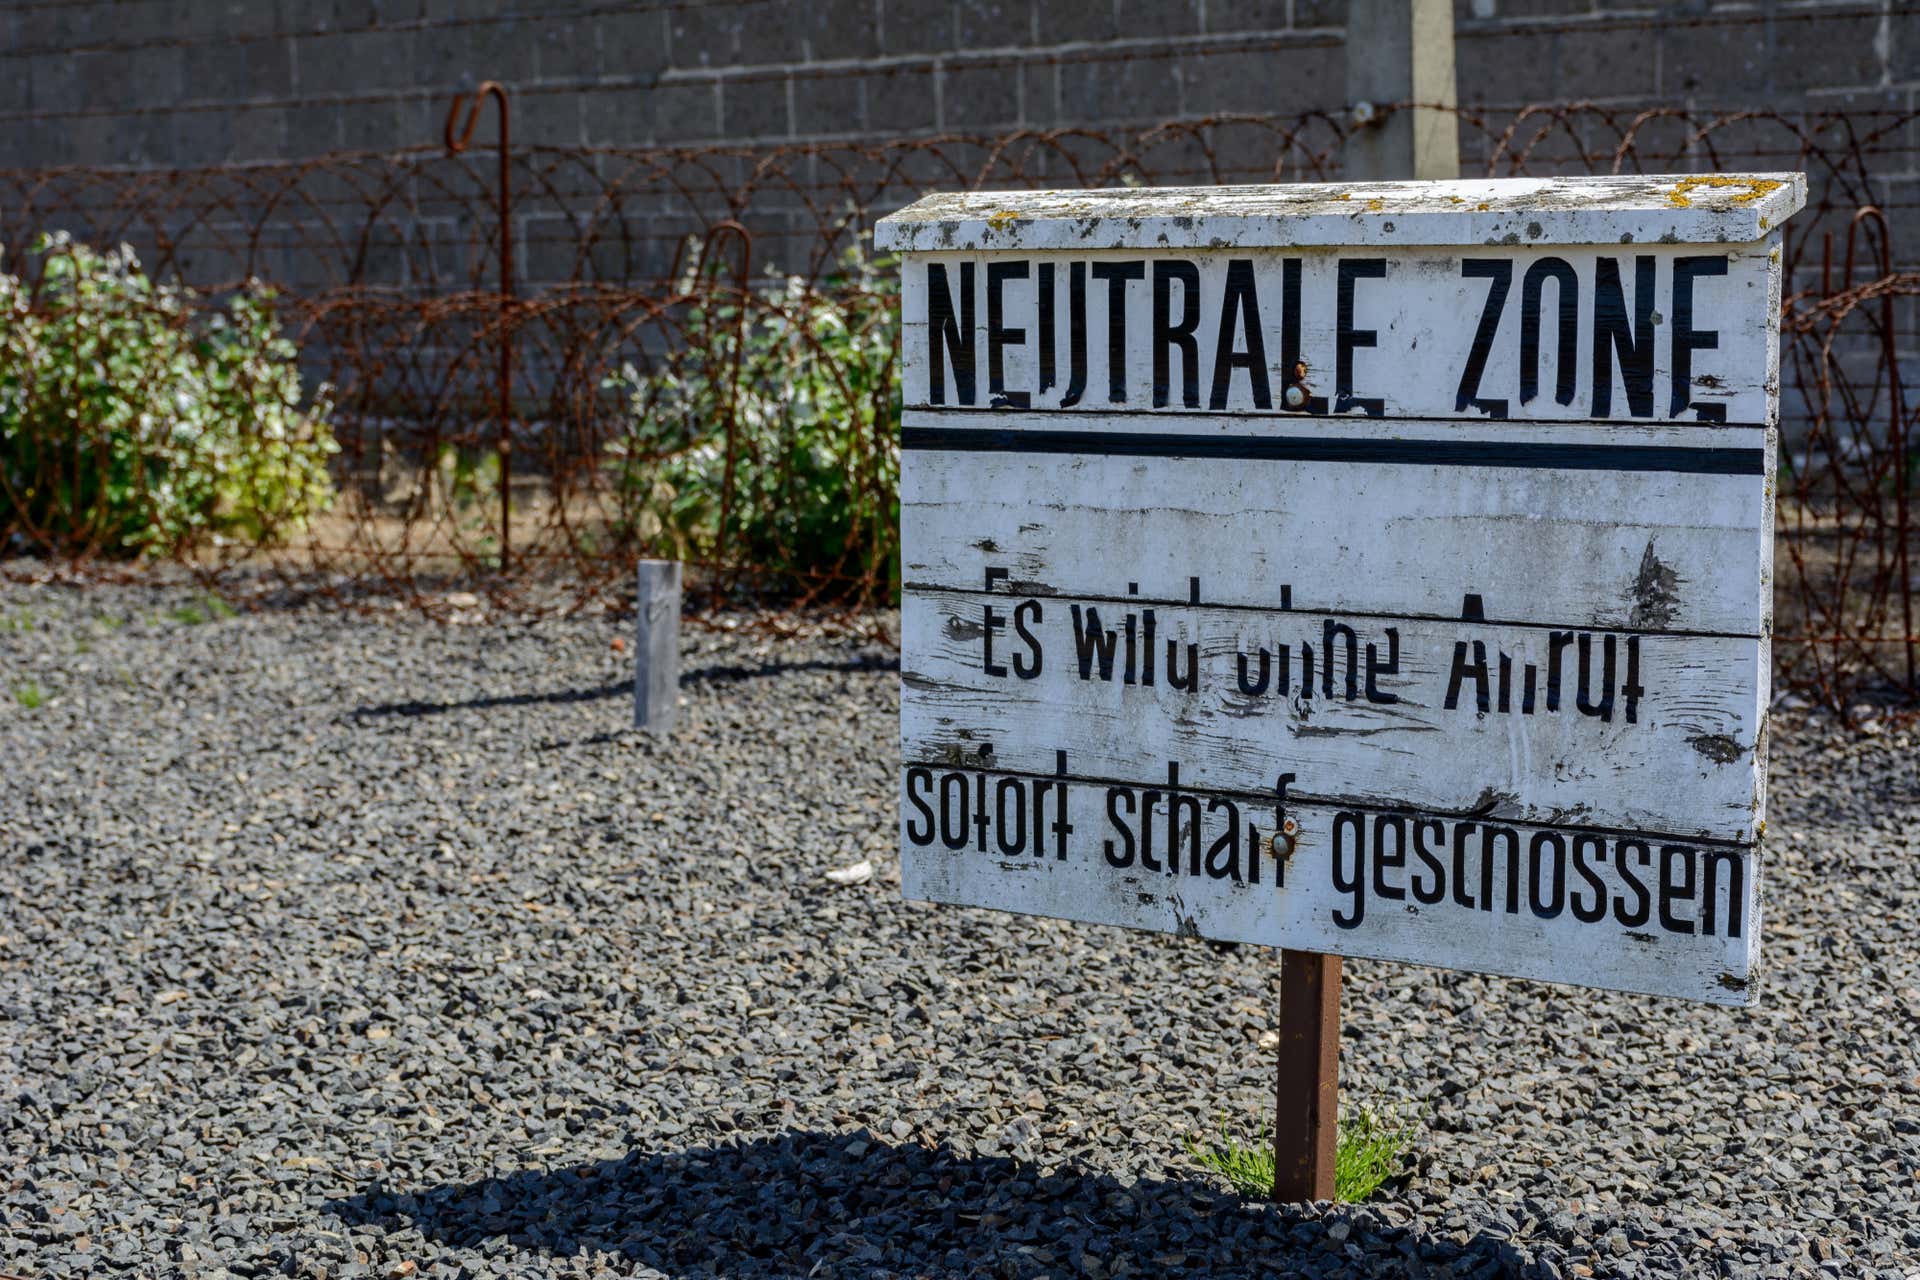 NEUTRALE ZONE
Es wird ohne Anruf
sofort scharf geschossen